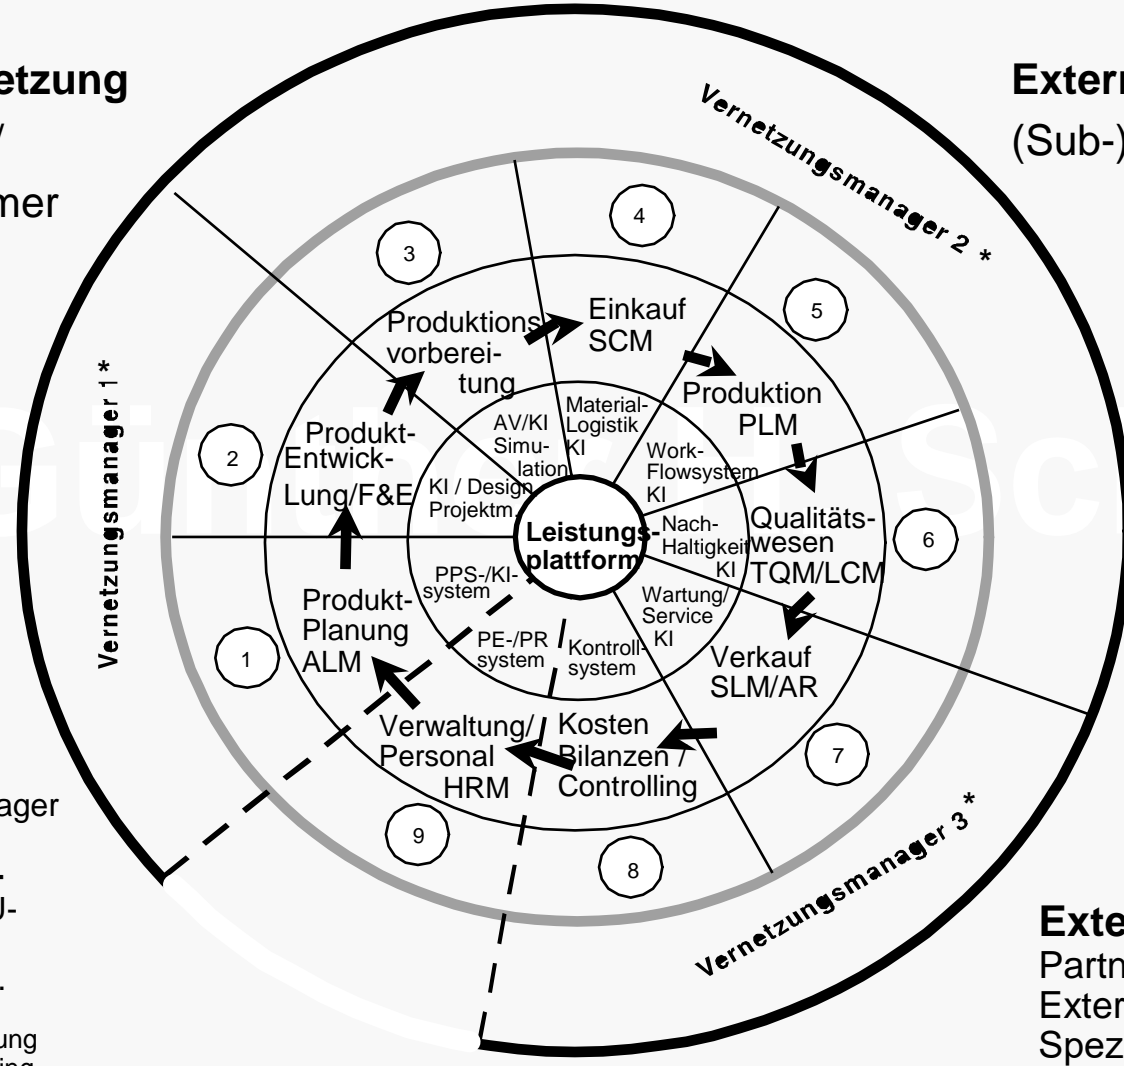 etzung
/
mer
Extern
(Sub-)
Vernetzungsmanager 2 *
Vernetzungsmanager 1 *
Vernetzungsmanager 3 *
3
4
5
2
6
1
7
9
8
Produktions
vorberei-
tung
Einkauf
SCM
Produktion
PLM
Produkt-
Entwick-
Lung/F&E
Qualitäts-
wesen
TQM/LCM
Produkt-
Planung
ALM
Verkauf
SLM/AR
Verwaltung/
Personal
HRM
Kosten
Bilanzen /
Controlling
AV/KI
Simu-
lation
Material-
Logistik
KI
Work-
Flowsystem
KI
KI / Design
Projektm.
Nach-
Haltigkeit
KI
Leistungs-
plattform
PPS-/KI-
system
Wartung/
Service
KI
PE-/PR
system
Kontroll-
system
ager
-
J-
.
ung
Exte
Partn
Exter
Spez